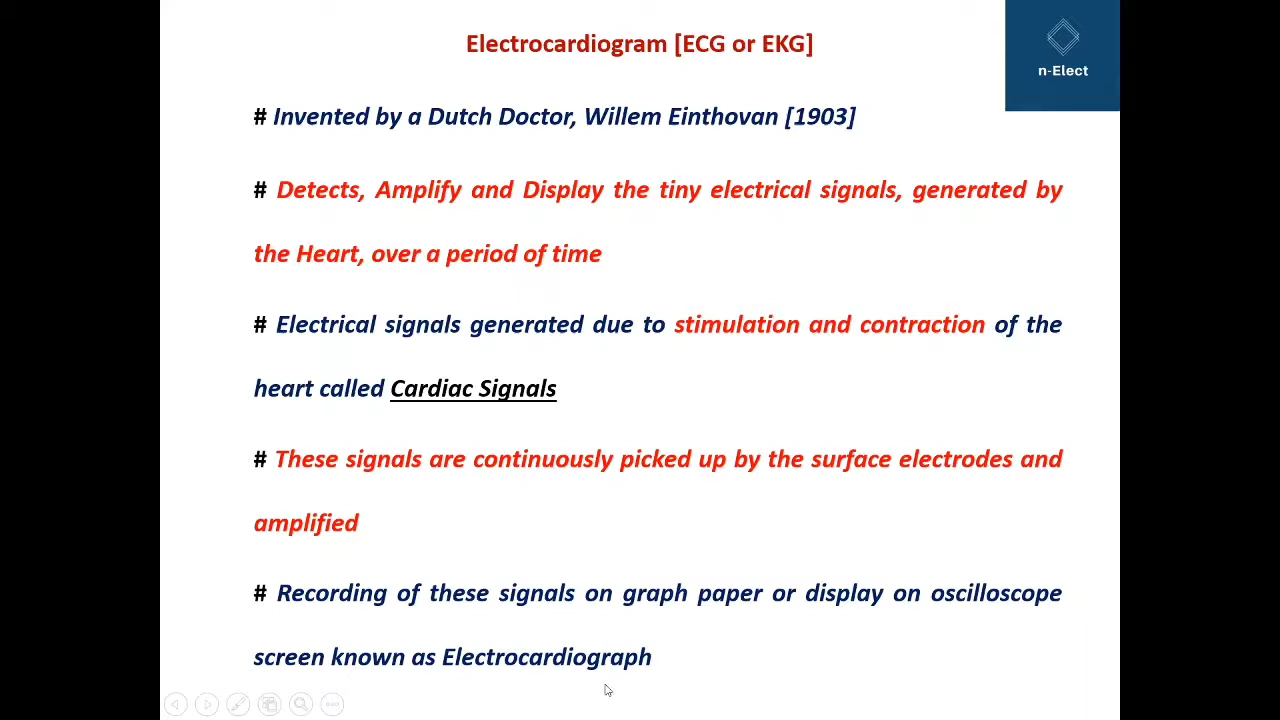 Electrocardiogram [ECG or EKG]
n-Elect
# Invented by a Dutch Doctor, Willem Einthovan [1903]
# Detects, Amplify and Display the tiny electrical signals, generated by
the Heart, over a period of time
# Electrical signals generated due to stimulation and contraction of the
heart called Cardiac Signals
# These signals are continuously picked up by the surface electrodes and
amplified
# Recording of these signals on graph paper or display on oscilloscope
screen known as Electrocardiograph